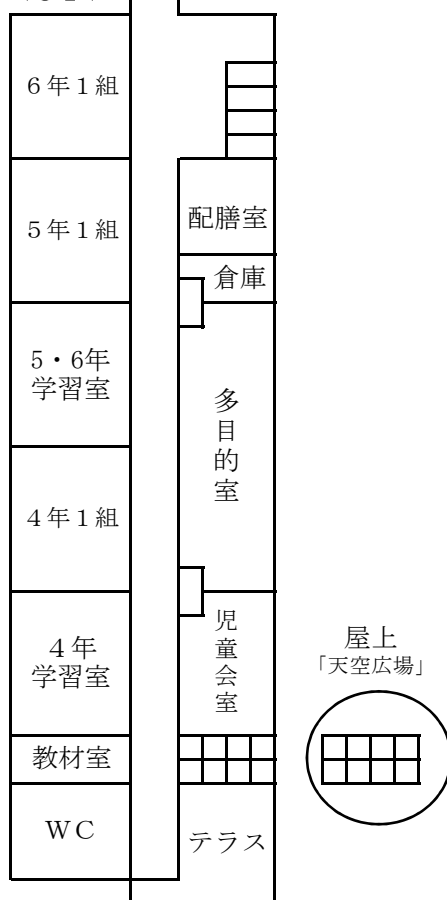 6年1組
配膳室
5年1組
倉庫
5・6年
学習室
多目的室
4年1組
児童会室
4年
学習室
屋上
「天空広場」
教材室
WC
テラス